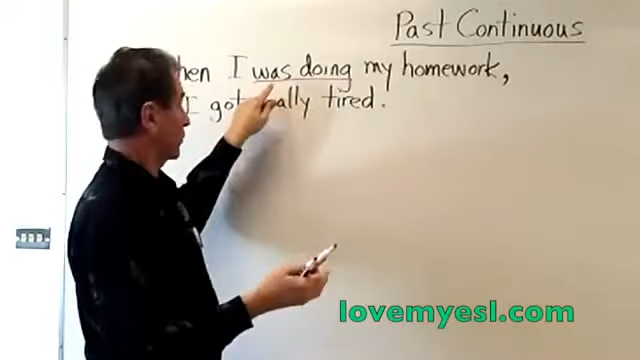 Past Continuous
hen I was doing my homework,
I got ally tired.
lovemyesl.com